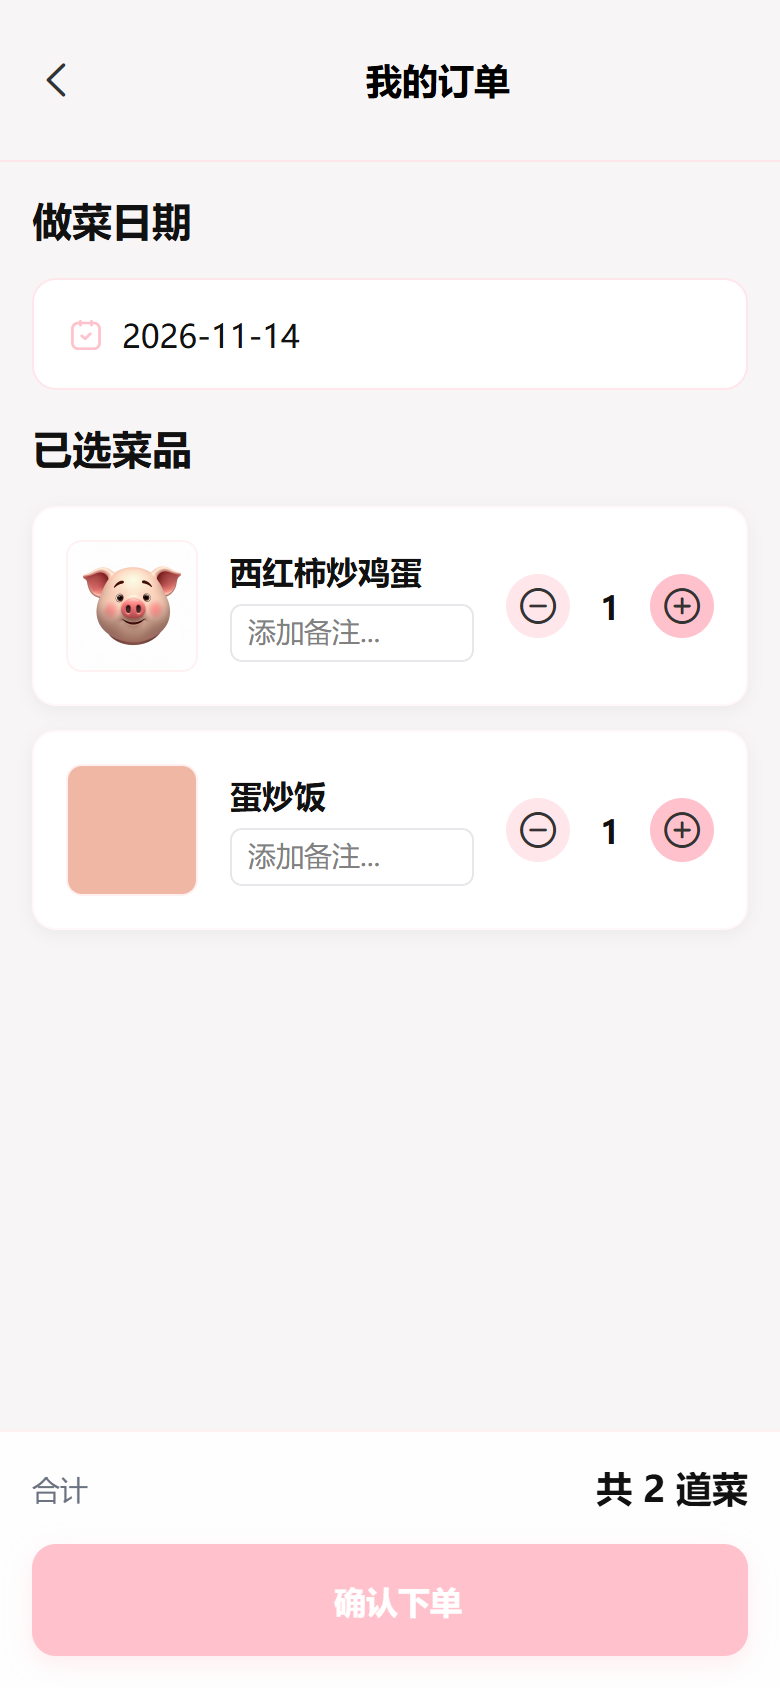 我的订单
做菜日期
2026-11-14
已选菜品
西红柿炒鸡蛋
添加备注...
1
蛋炒饭
添加备注...
1
合计
共 2 道菜
确认下单